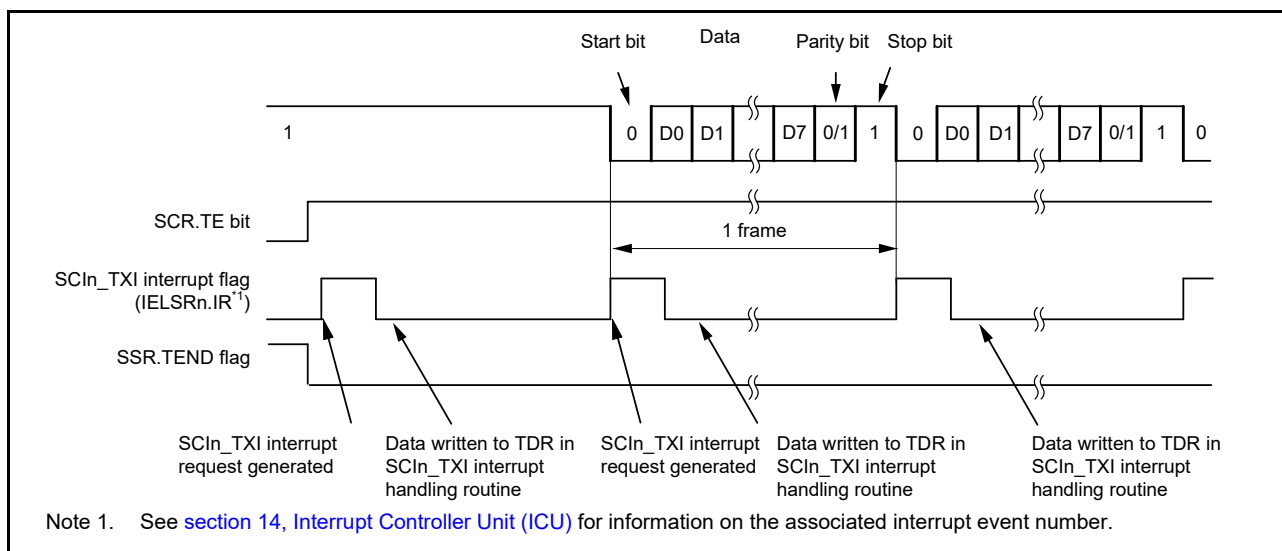 Start bit Data Parity bit Stop bit
1 0 D0 D1 D7 0/1 1 0 D0 D1 D7 0/1 1 0
SCR.TE bit
1 frame
SCIn_TXI interrupt flag
(IELSRn.IR*1)
SSR.TEND flag
SCIn_TXI interrupt
request generated
Data written to TDR in
SCIn_TXI interrupt
handling routine
SCIn_TXI interrupt
request generated
Data written to TDR in
SCIn_TXI interrupt
handling routine
Data written to TDR in
SCIn_TXI interrupt
handling routine
Note 1. See section 14, Interrupt Controller Unit (ICU) for information on the associated interrupt event number.